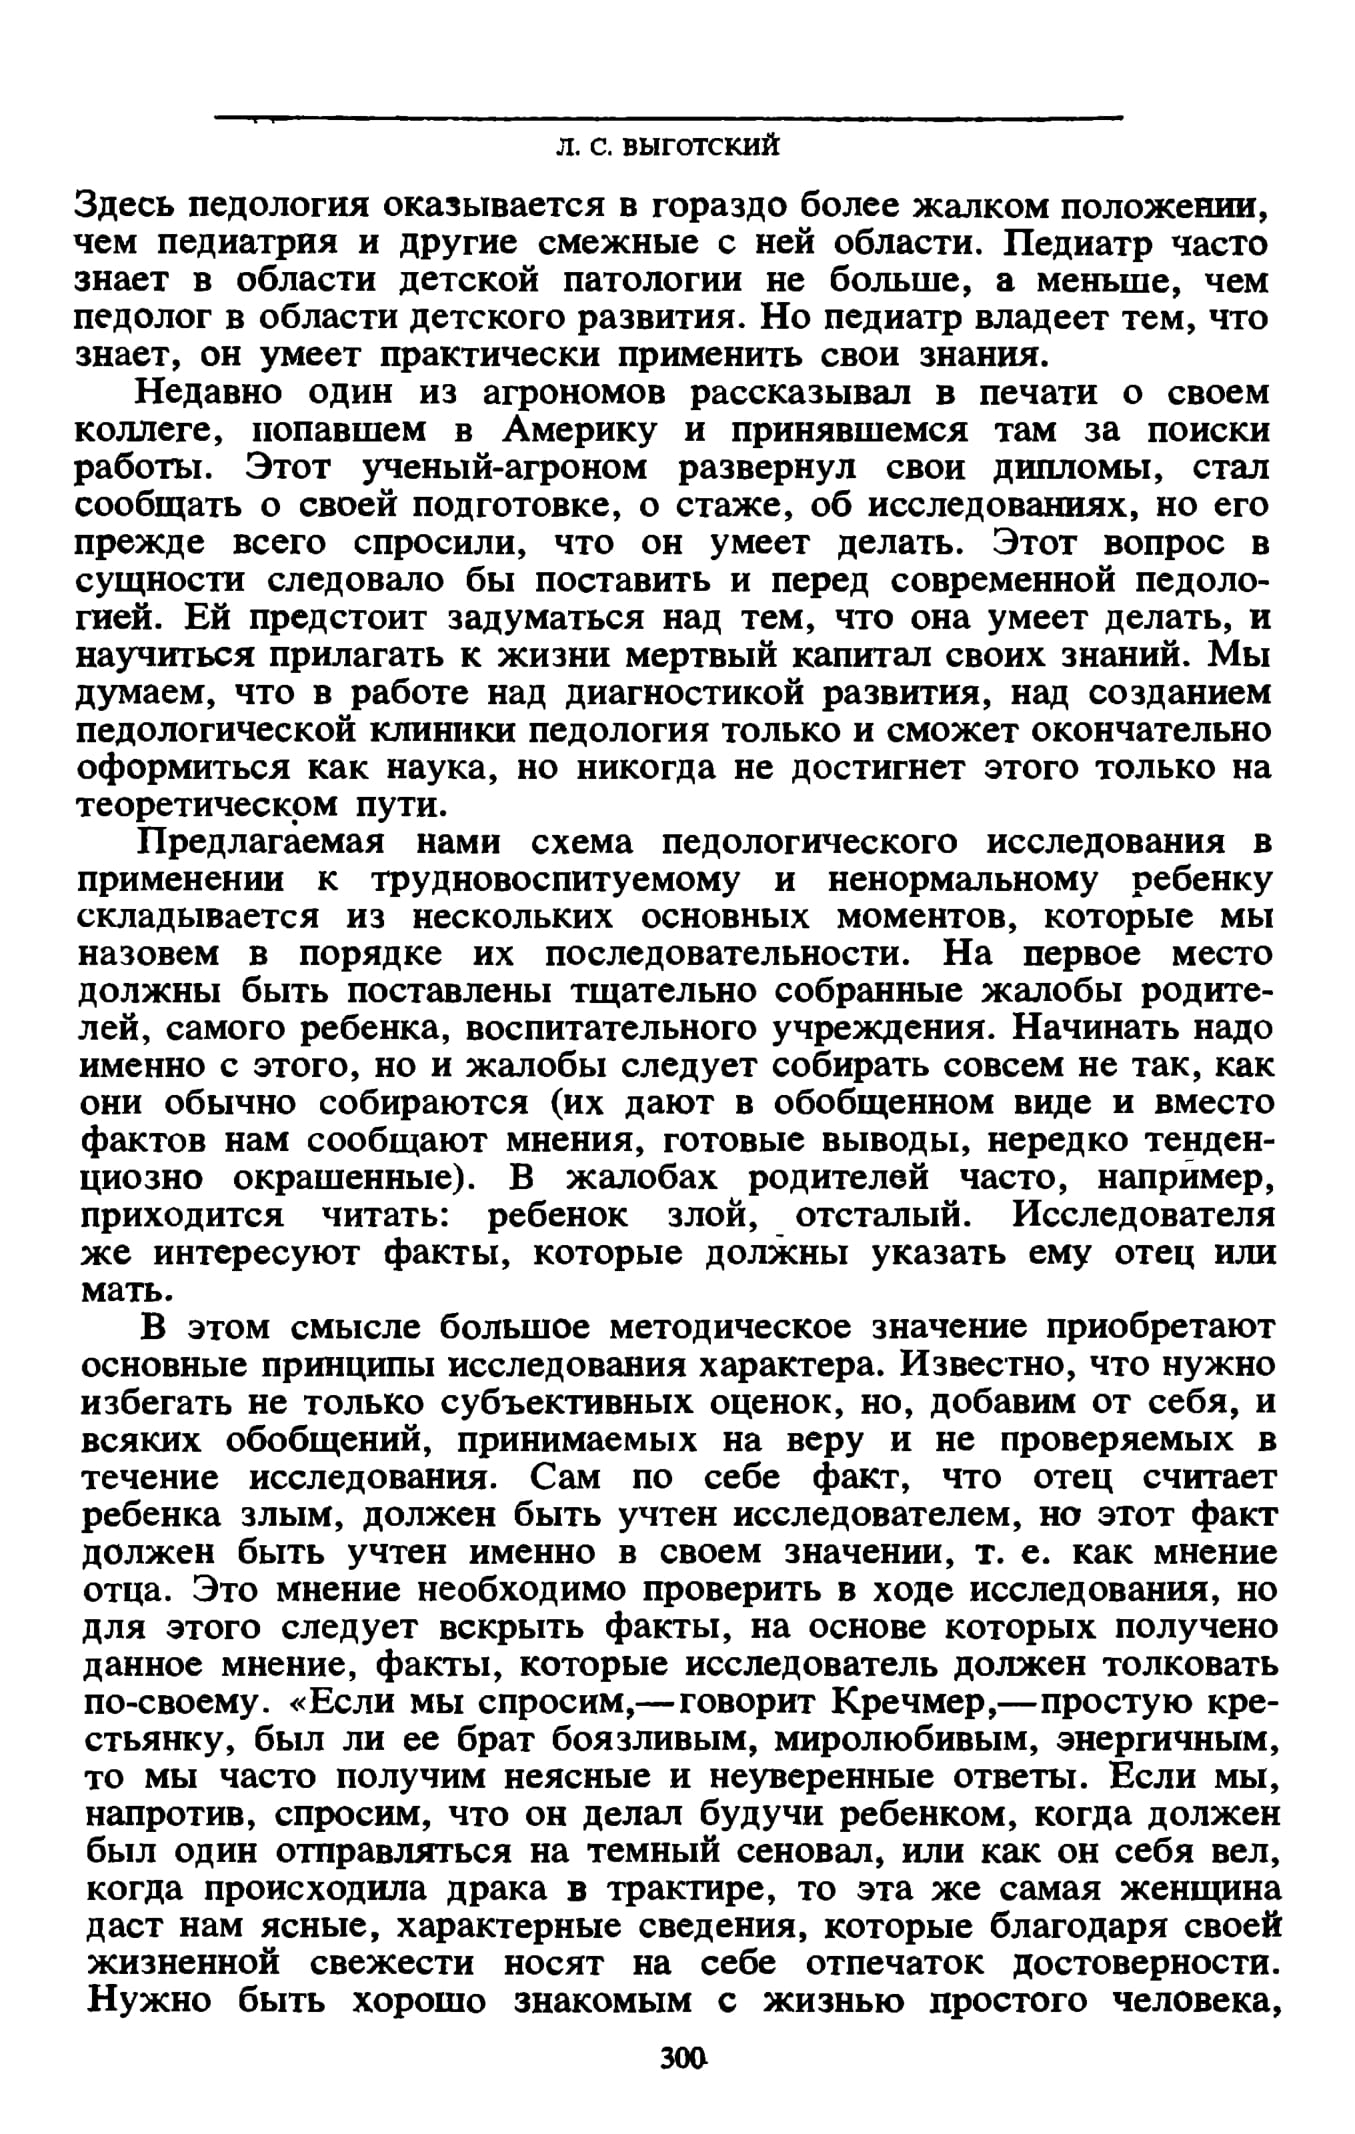 Л. С. ВЫГОТСКИЙ
Здесь педология оказывается в гораздо более жалком положении,
чем педиатрия и другие смежные с ней области. Педиатр часто
знает в области детской патологии не больше, а меньше, чем
педолог в области детского развития. Но педиатр владеет тем, что
знает, он умеет практически применить свои знания.
Недавно один из агрономов рассказывал в печати о своем
коллеге, попавшем в Америку и принявшемся там за поиски
работы. Этот ученый-агроном развернул свои дипломы, стал
сообщать о своей подготовке, о стаже, об исследованиях, но его
прежде всего спросили, что он умеет делать. Этот вопрос в
сущности следовало бы поставить и перед современной педоло-
гией. Ей предстоит задуматься над тем, что она умеет делать, и
научиться прилагать к жизни мертвый капитал своих знаний. Мы
думаем, что в работе над диагностикой развития, над созданием
педологической клиники педология только и сможет окончательно
оформиться как наука, но никогда не достигнет этого только на
теоретическом пути.
Предлагаемая нами схема педологического исследования в
применении к трудновоспитуемому и ненормальному ребенку
складывается из нескольких основных моментов, которые мы
назовем в порядке их последовательности. На первое место
должны быть поставлены тщательно собранные жалобы родите-
лей, самого ребенка, воспитательного учреждения. Начинать надо
именно с этого, но и жалобы следует собирать совсем не так, как
они обычно собираются (их дают в обобщенном виде и вместо
фактов нам сообщают мнения, готовые выводы, нередко тенден-
циозно окрашенные). В жалобах родителей часто, например,
приходится читать: ребенок злой, отсталый. Исследователя
же интересуют факты, которые должны указать ему отец или
мать.
В этом смысле большое методическое значение приобретают
основные принципы исследования характера. Известно, что нужно
избегать не только субъективных оценок, но, добавим от себя, и
всяких обобщений, принимаемых на веру и не проверяемых в
течение исследования. Сам по себе факт, что отец считает
ребенка злым, должен быть учтен исследователем, но этот факт
должен быть учтен именно в своем значении, т. е. как мнение
отца. Это мнение необходимо проверить в ходе исследования, но
для этого следует вскрыть факты, на основе которых получено
данное мнение, факты, которые исследователь должен толковать
по-своему. «Если мы спросим,—говорит Кречмер,—простую кре-
стьянку, был ли ее брат боязливым, миролюбивым, энергичным,
то мы часто получим неясные и неуверенные ответы. Если мы,
напротив, спросим, что он делал будучи ребенком, когда должен
был один отправляться на темный сеновал, или как он себя вел,
когда происходила драка в трактире, то эта же самая женщина
даст нам ясные, характерные сведения, которые благодаря своей
жизненной свежести носят на себе отпечаток достоверности.
Нужно быть хорошо знакомым с жизнью простого человека,
300